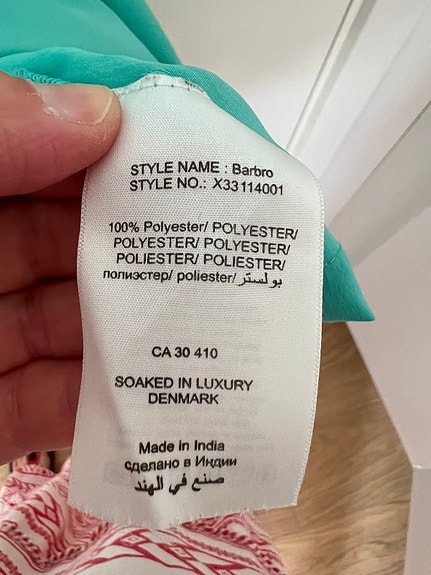 STYLE NAME : Barbro
STYLE NO.: X33114001
100% Polyester/ POLYESTER/
POLYESTER/ POLYESTER/
POLIESTER/ POLIESTER/
полиэстер/ poliester/بولستر
CA 30 410
SOAKED IN LUXURY
DENMARK
Made in India
сделано в Индии
صنع في الهند